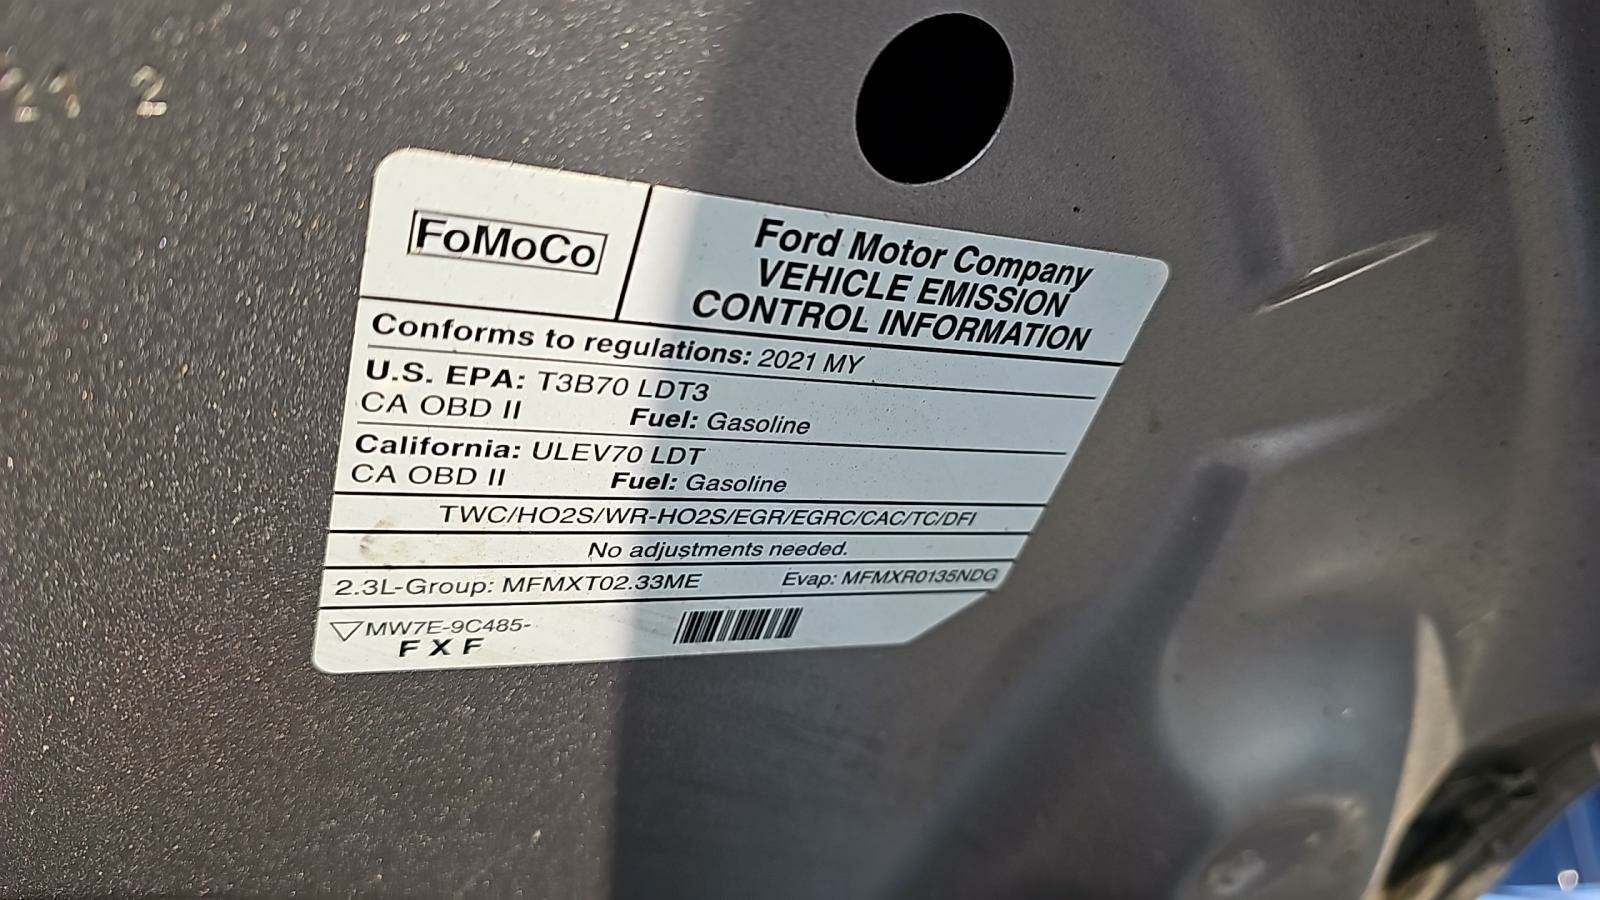 FoMoCo
Ford Motor Company
VEHICLE EMISSION
CONTROL INFORMATION
Conforms to regulations: 2021 MY
U.S. EPA: T3B70 LDT3
CA OBD II Fuel: Gasoline
California: ULEV70 LDT
CA OBD II Fuel: Gasoline
TWC/HO2S/WR-HO2S/EGR/EGRC/CAC/TC/DFI
No adjustments needed.
2.3L-Group: MFMXT02.33ME Evap: MFMXR0135NDG
MW7E-9C485-
F X F